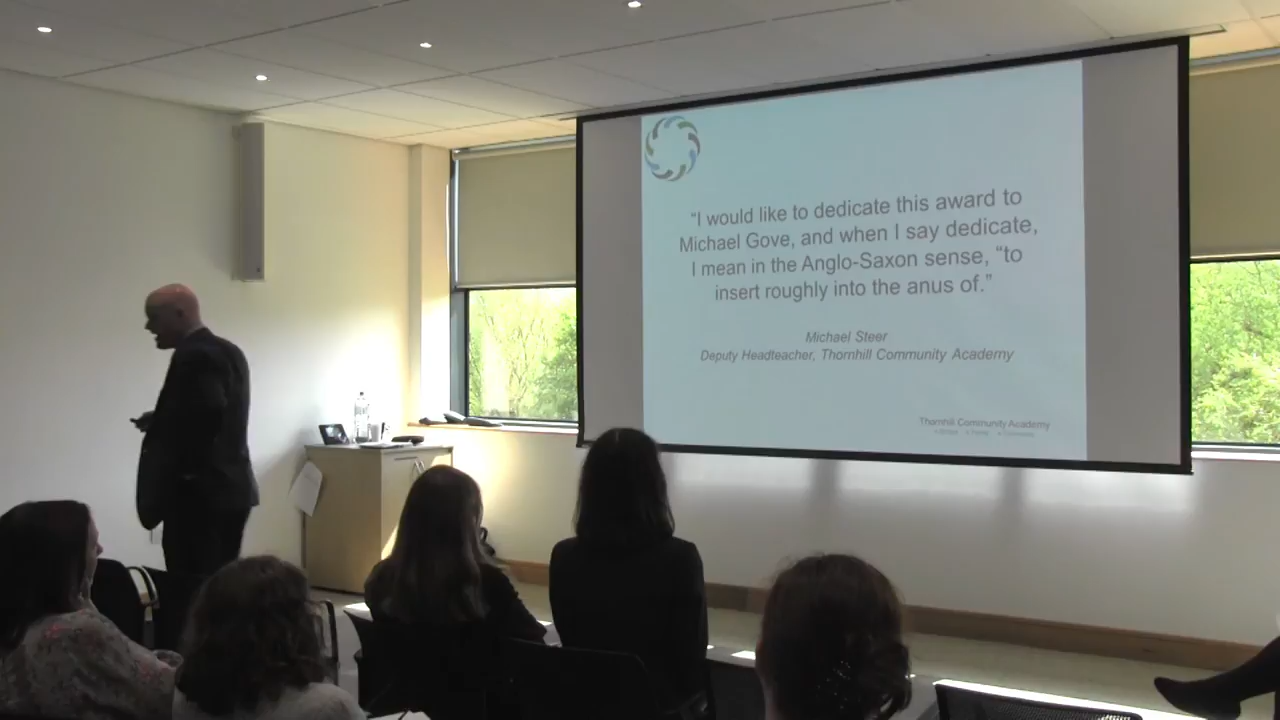 “I would like to dedicate this award to
Michael Gove, and when I say dedicate,
I mean in the Anglo-Saxon sense, “to
insert roughly into the anus of.”
Michael Steer
Deputy Headteacher, Thornhill Community Academy
Thornhill Community Academy